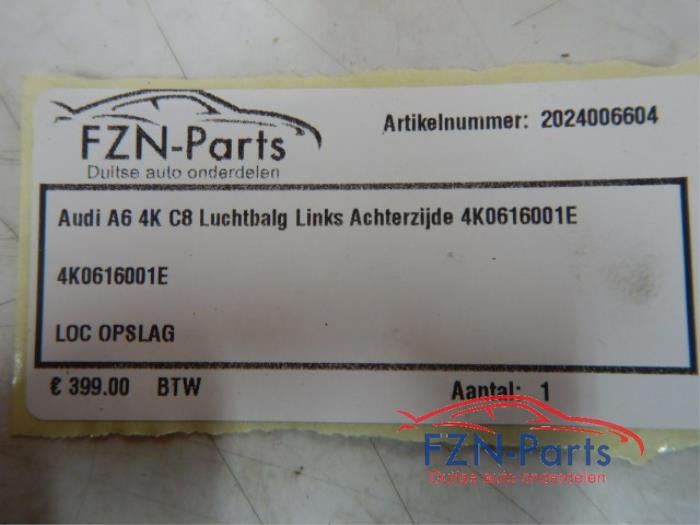 FZN-Parts
Duitse auto onderdelen
Artikelnummer: 2024006604
Audi A6 4K C8 Luchtbalg Links Achterzijde 4K0616001E
4K0616001E
LOC OPSLAG
€ 399.00 BTW
Aantal: 1
FZN-Parts
Duitse auto onderdelen